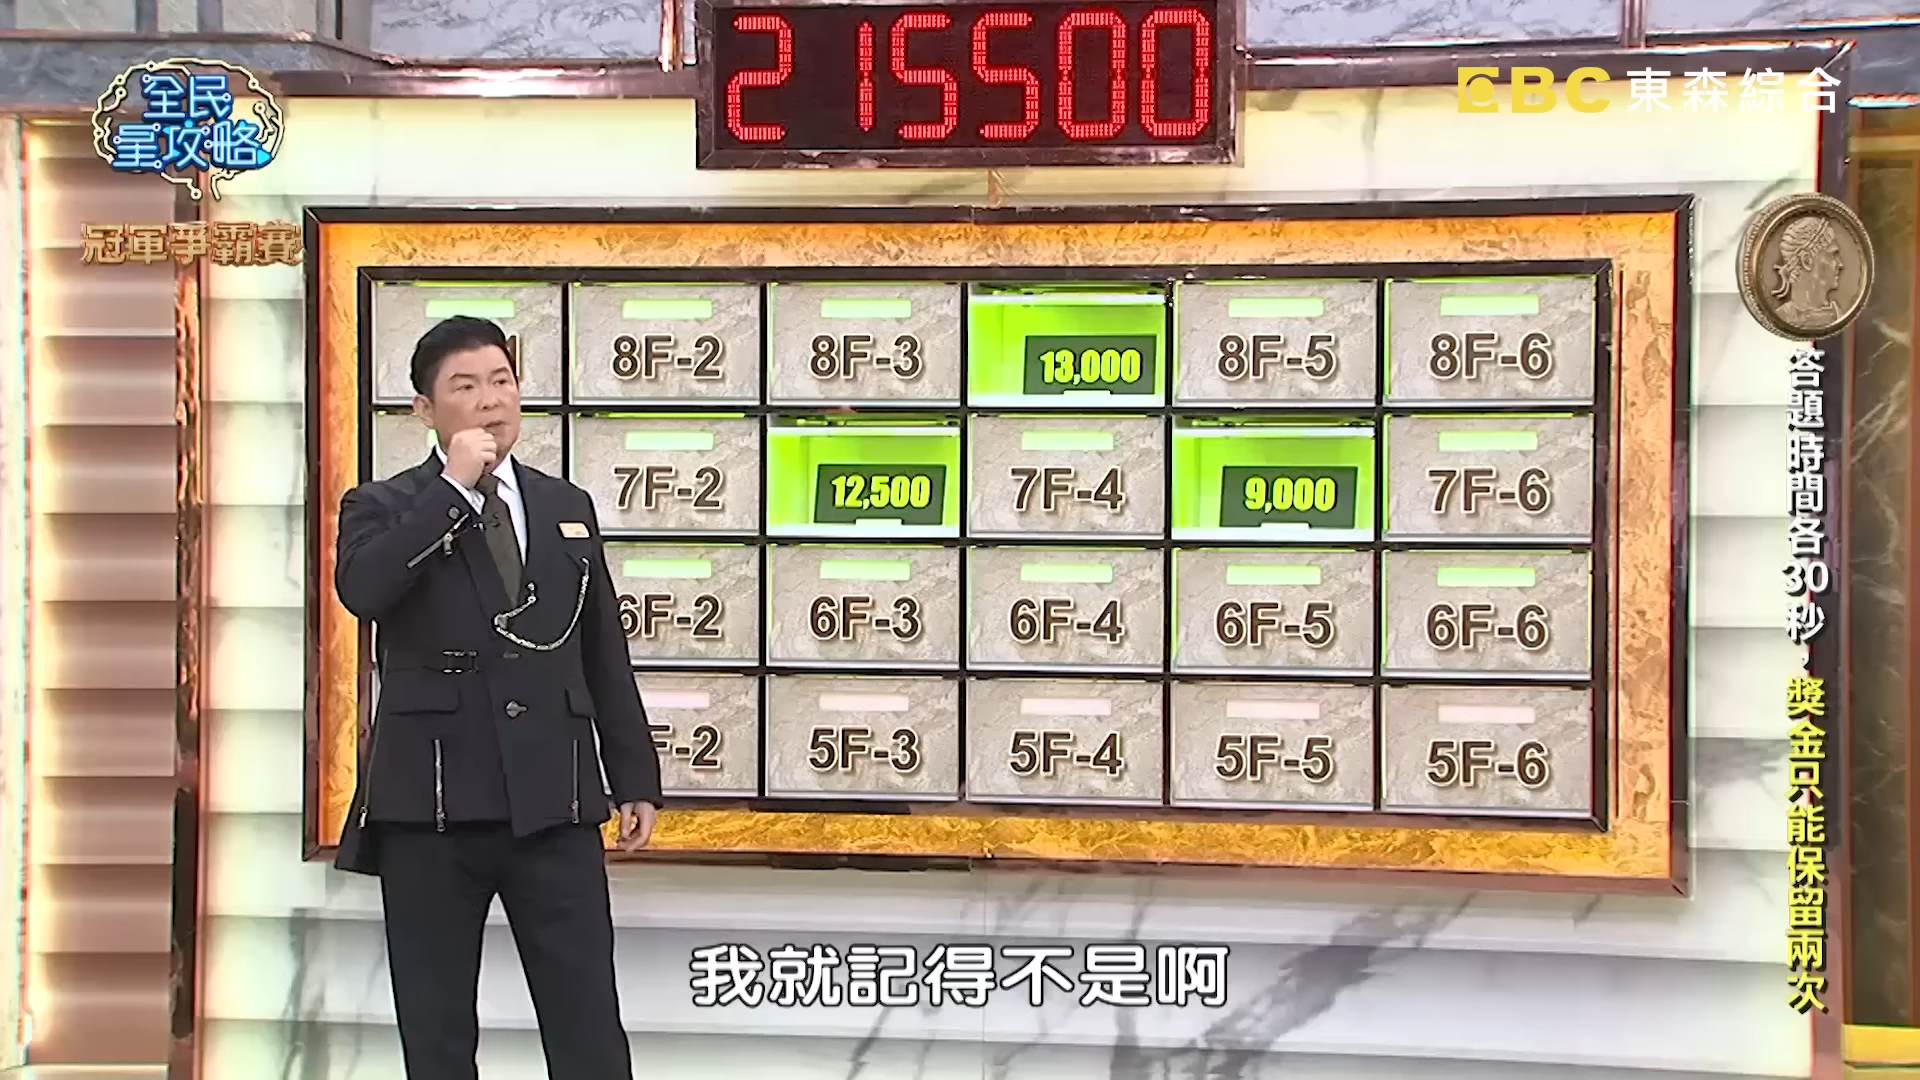 215500
EBC 東森綜合
全民
星攻略
冠軍爭霸賽
8F-2
8F-3
13,000
8F-5
8F-6
7F-2
12,500
7F-4
9,000
7F-6
6F-2
6F-3
6F-4
6F-5
6F-6
F-2
5F-3
5F-4
5F-5
5F-6
答題時間各30秒，獎金只能保留兩次
我就記得不是啊